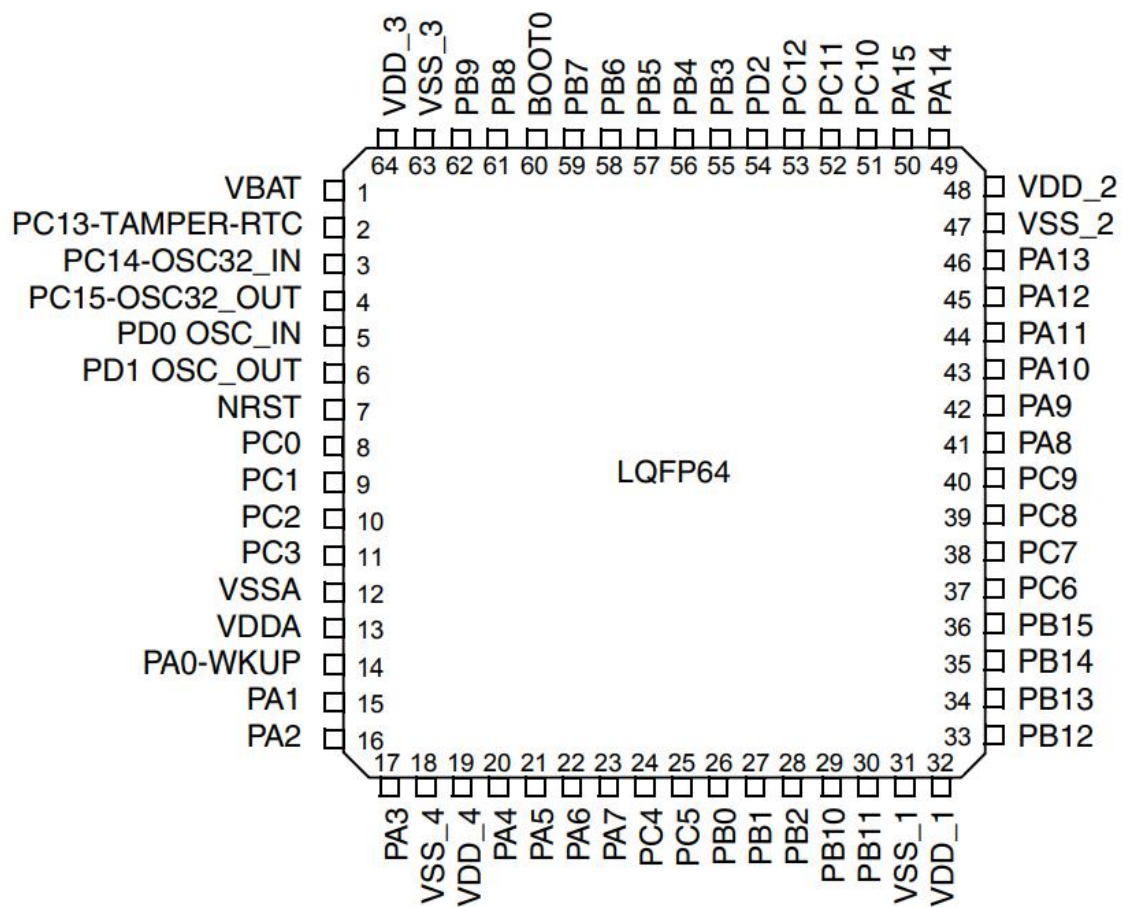 VDD_3
VSS_3
PB9
PB8
BOOT0
PB7
PB6
PB5
PB4
PB3
PD2
PC12
PC11
PC10
PA15
PA14
64 63 62 61 60 59 58 57 56 55 54 53 52 51 50 49
VBAT 1 48 VDD_2
PC13-TAMPER-RTC 2 47 VSS_2
PC14-OSC32_IN 3 46 PA13
PC15-OSC32_OUT 4 45 PA12
PD0 OSC_IN 5 44 PA11
PD1 OSC_OUT 6 43 PA10
NRST 7 42 PA9
PC0 8 41 PA8
LQFP64
PC1 9 40 PC9
PC2 10 39 PC8
PC3 11 38 PC7
VSSA 12 37 PC6
VDDA 13 36 PB15
PA0-WKUP 14 35 PB14
PA1 15 34 PB13
PA2 16 33 PB12
17 18 19 20 21 22 23 24 25 26 27 28 29 30 31 32
PA3
VSS_4
VDD_4
PA4
PA5
PA6
PA7
PC4
PC5
PB0
PB1
PB2
PB10
PB11
VSS_1
VDD_1